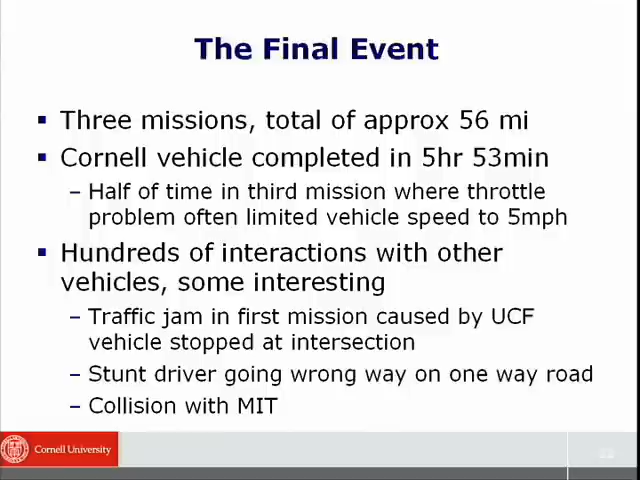 The Final Event
▪ Three missions, total of approx 56 mi
▪ Cornell vehicle completed in 5hr 53min
– Half of time in third mission where throttle
problem often limited vehicle speed to 5mph
▪ Hundreds of interactions with other
vehicles, some interesting
– Traffic jam in first mission caused by UCF
vehicle stopped at intersection
– Stunt driver going wrong way on one way road
– Collision with MIT
Cornell University